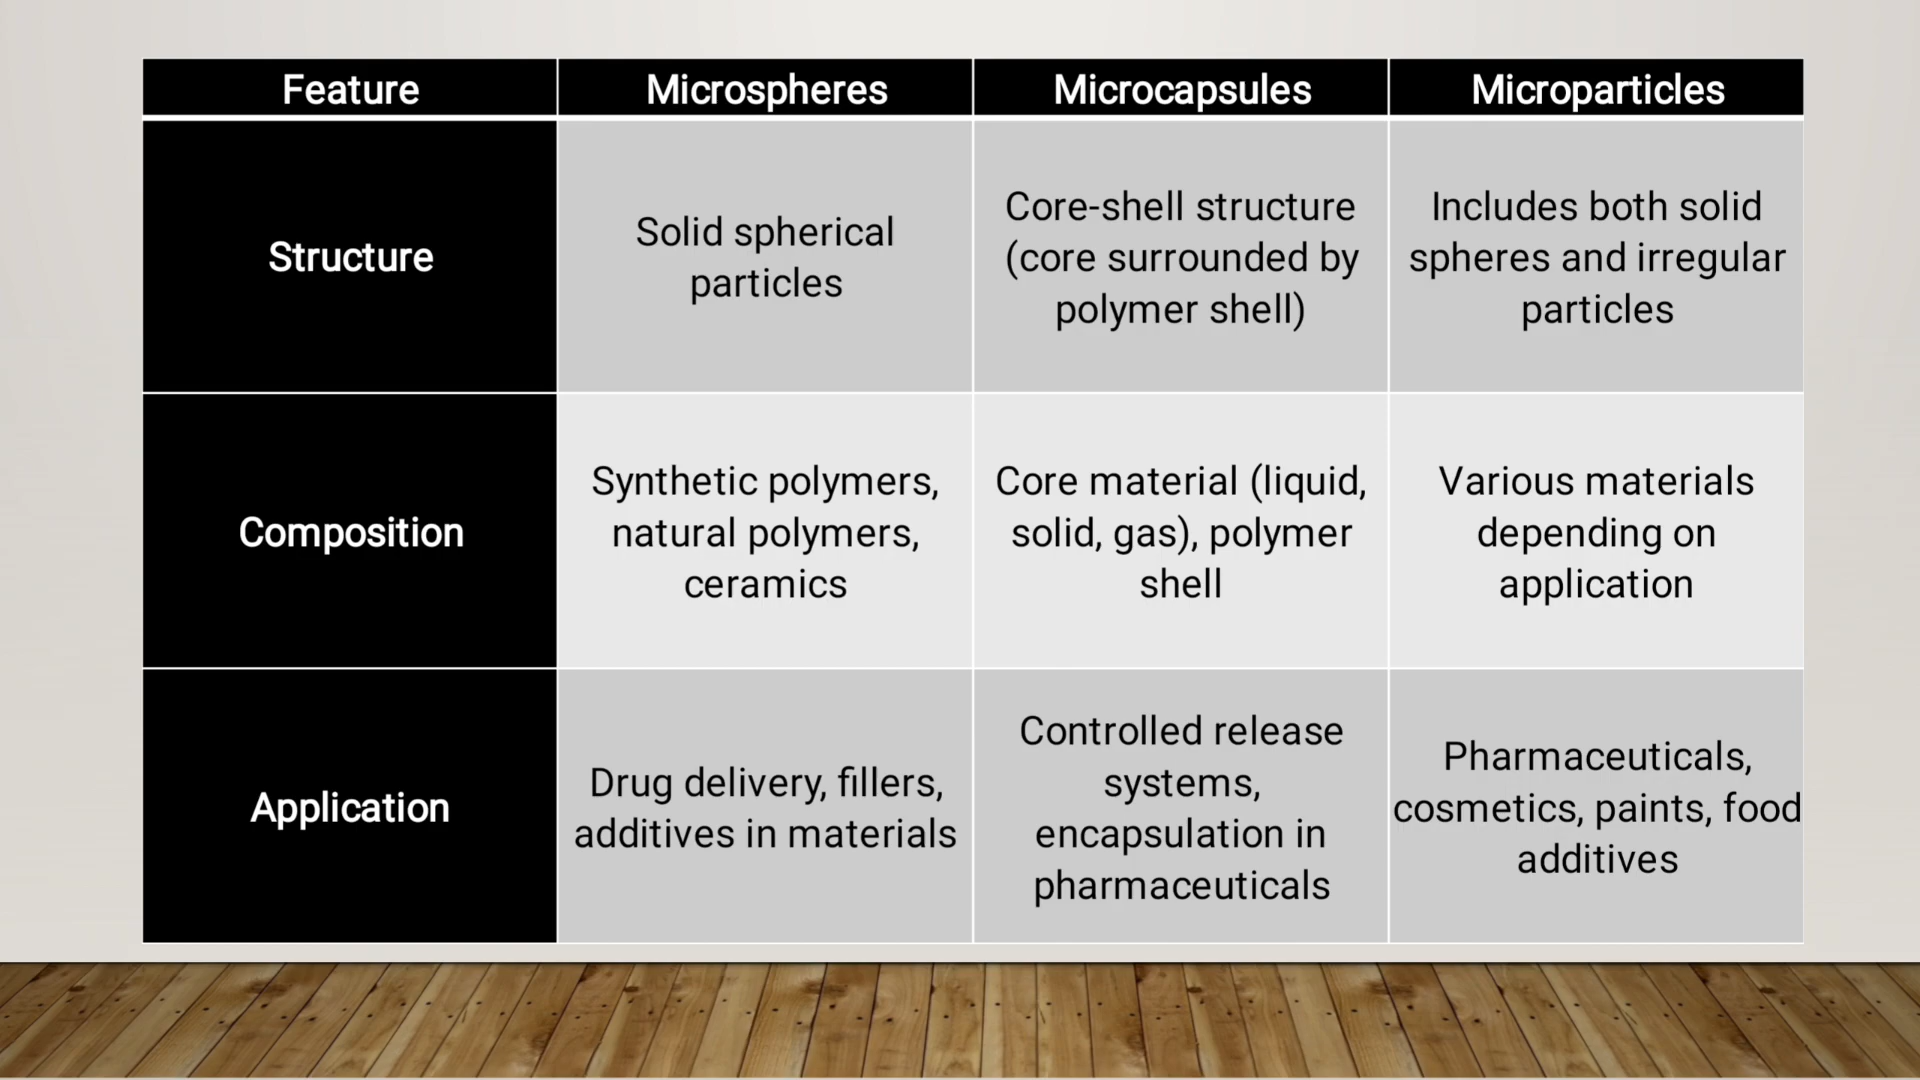 Feature
Microspheres
Microcapsules
Microparticles
Structure
Solid spherical
particles
Core-shell structure
(core surrounded by
polymer shell)
Includes both solid
spheres and irregular
particles
Composition
Synthetic polymers,
natural polymers,
ceramics
Core material (liquid,
solid, gas), polymer
shell
Various materials
depending on
application
Application
Drug delivery, fillers,
additives in materials
Controlled release
systems,
encapsulation in
pharmaceuticals
Pharmaceuticals,
cosmetics, paints, food
additives